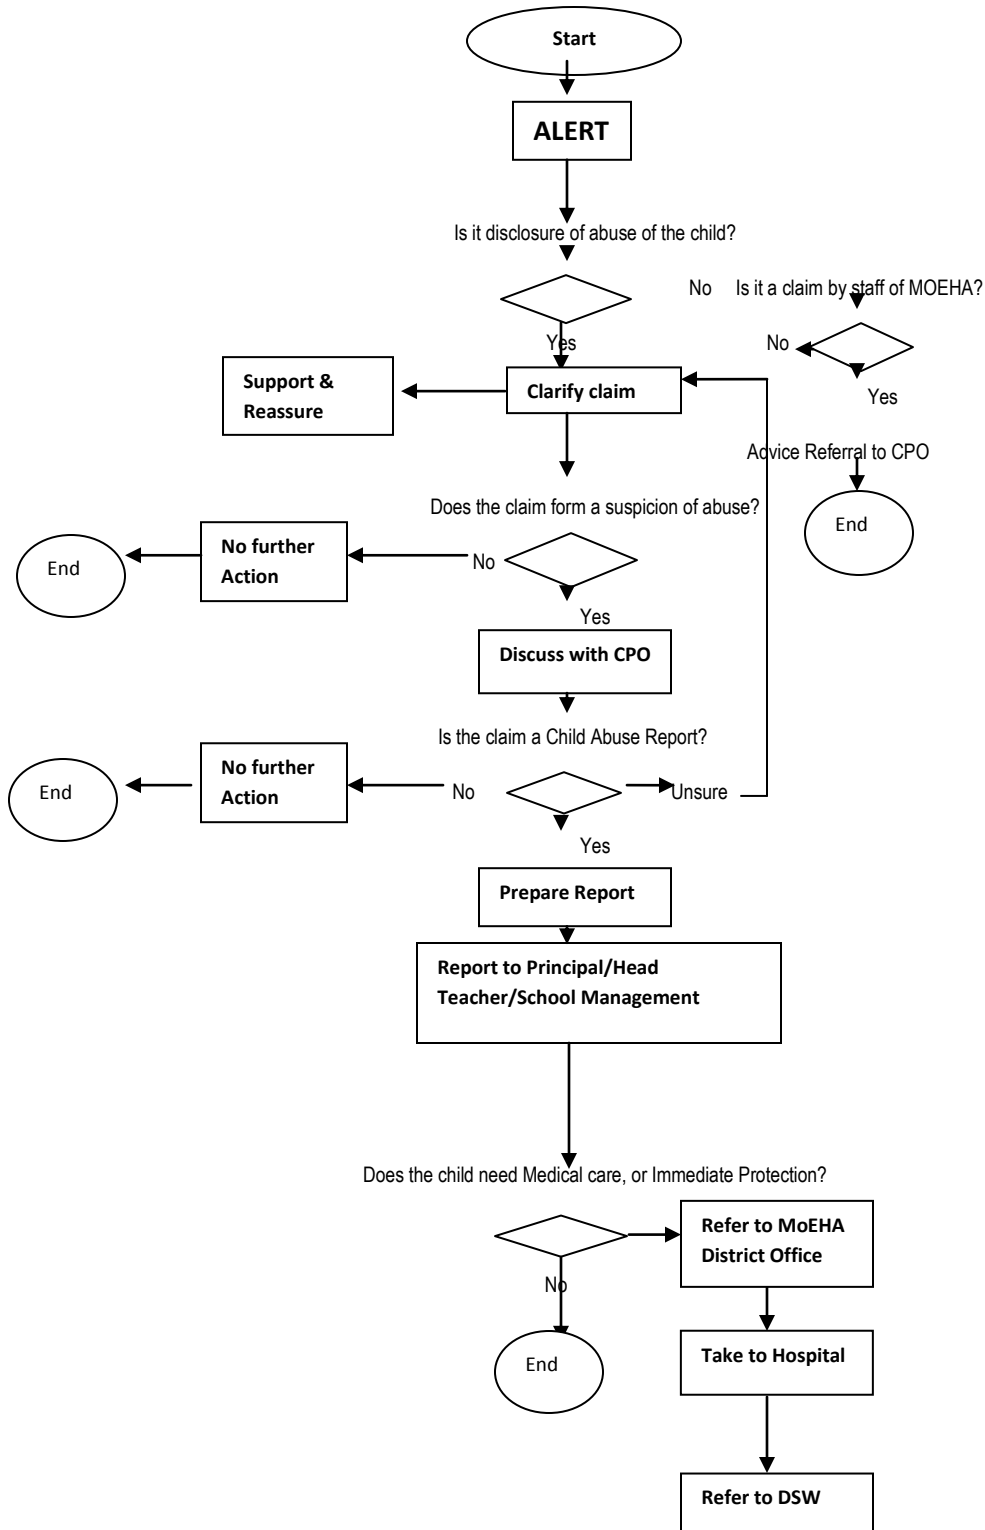 Start
ALERT
Is it disclosure of abuse of the child?
No Is it a claim by staff of MOEHA?
Yes
No
Yes
Support &
Reassure
Clarify claim
Advice Referral to CPO
End
Does the claim form a suspicion of abuse?
End
No further
Action
No
Yes
Discuss with CPO
Is the claim a Child Abuse Report?
End
No further
Action
No
Unsure
Yes
Prepare Report
Report to Principal/Head
Teacher/School Management
Does the child need Medical care, or Immediate Protection?
Refer to MoEHA
District Office
No
End
Take to Hospital
Refer to DSW